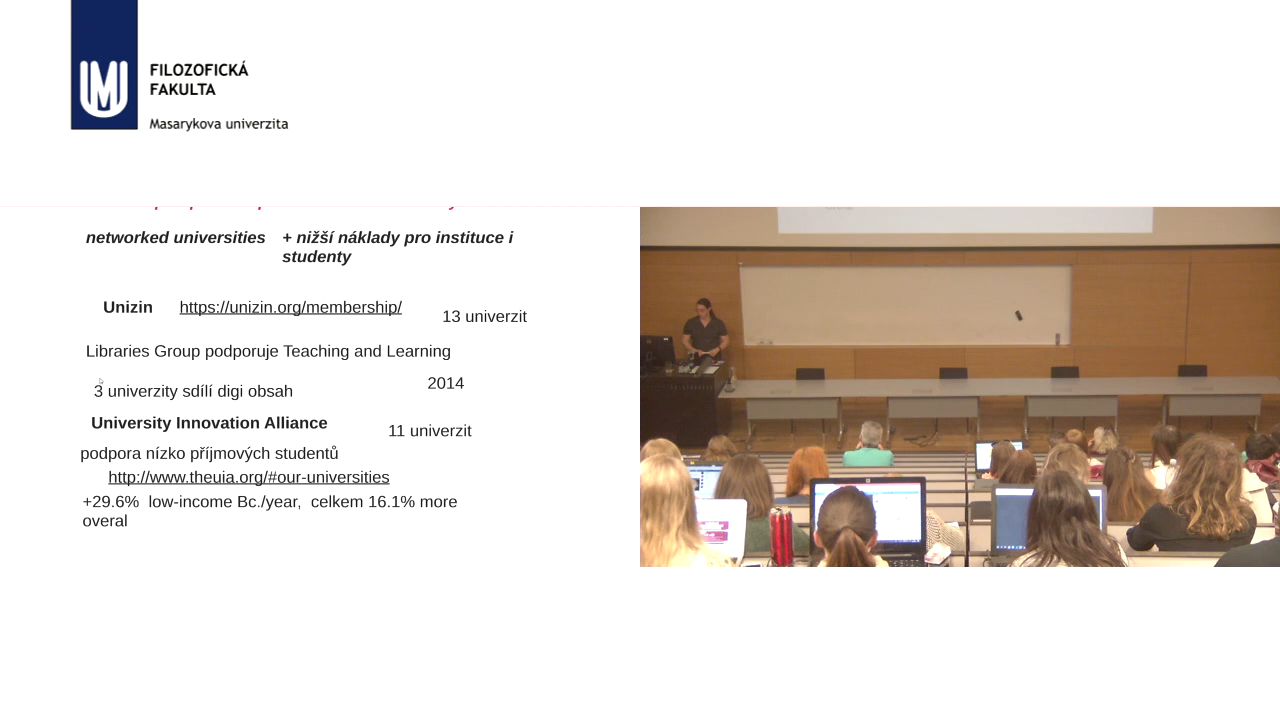 FILOZOFICKÁ
FAKULTA
Masarykova univerzita
networked universities + nižší náklady pro instituce i
studenty
Unizin https://unizin.org/membership/
13 univerzit
Libraries Group podporuje Teaching and Learning
2014
3 univerzity sdílí digi obsah
University Innovation Alliance
11 univerzit
podpora nízko příjmových studentů
http://www.theuia.org/#our-universities
+29.6% low-income Bc./year, celkem 16.1% more
overal